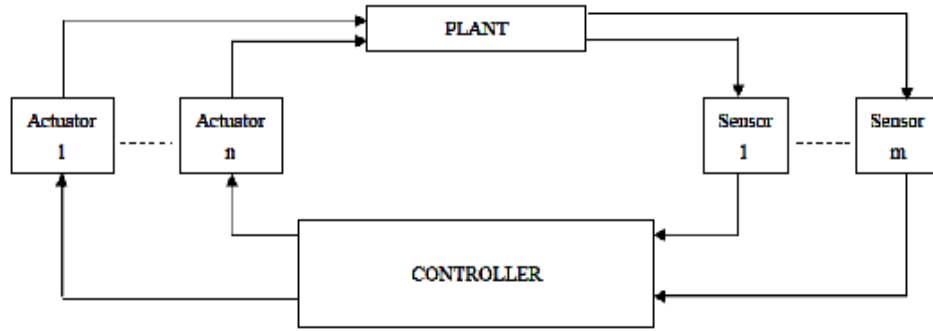 PLANT
Actuator
1
Actuator
n
Sensor
1
Sensor
m
CONTROLLER